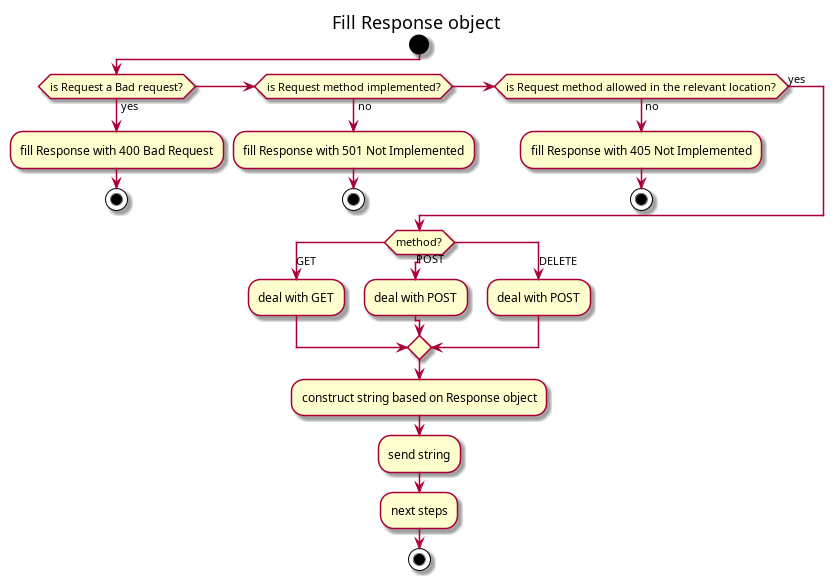 Fill Response object
is Request a Bad request?
is Request method implemented?
is Request method allowed in the relevant location?
yes
yes
no
no
fill Response with 400 Bad Request
fill Response with 501 Not Implemented
fill Response with 405 Not Implemented
method?
GET
POST
DELETE
deal with GET
deal with POST
deal with POST
construct string based on Response object
send string
next steps